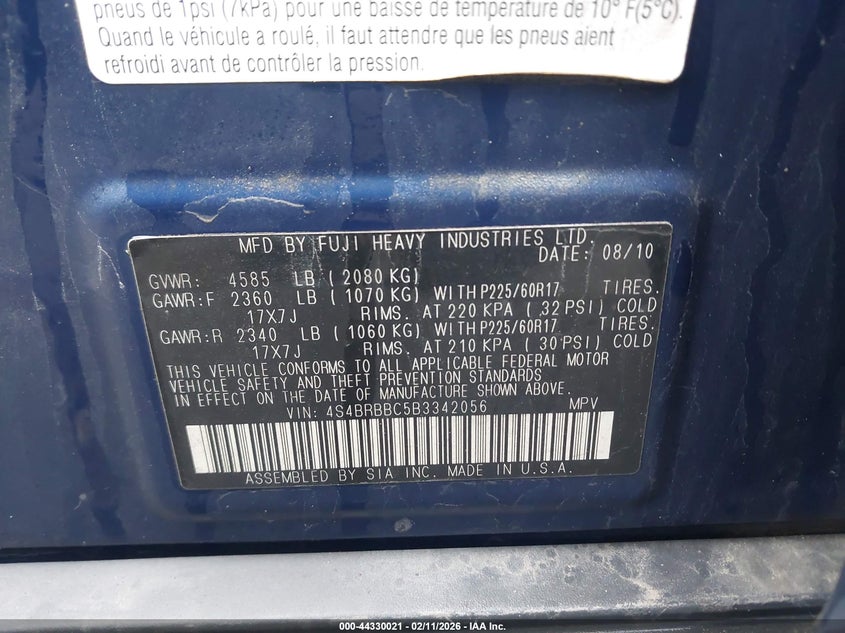 pneus de 1psi (7kPa) pour une baisse de température de 10° F(5°C).
Quand le véhicule a roulé, il faut attendre que les pneus aient
refroidi avant de contrôler la pression.
MFD BY FUJI HEAVY INDUSTRIES LTD.
DATE: 08/10
GVWR: 4585 LB (2080 KG)
GAWR:F 2360 LB (1070 KG) WITH P225/60R17 TIRES.
17X7J RIMS. AT 220 KPA (32 PSI) COLD
GAWR:R 2340 LB (1060 KG) WITH P225/60R17 TIRES.
17X7J RIMS. AT 210 KPA (30 PSI) COLD
THIS VEHICLE CONFORMS TO ALL APPLICABLE FEDERAL MOTOR
VEHICLE SAFETY AND THEFT PREVENTION STANDARDS
IN EFFECT ON THE DATE OF MANUFACTURE SHOWN ABOVE.
VIN: 4S4BRBBC5B3342056 MPV
ASSEMBLED BY SIA INC. MADE IN U.S.A.
000-44330021 - 02/11/2026 - IAA Inc.